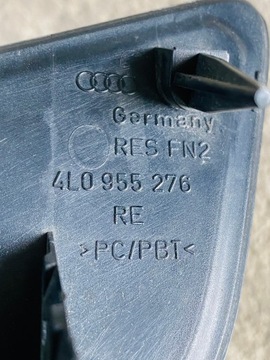 Germany
RES FN2
4L0 955 276
RE
>PC/PBT<